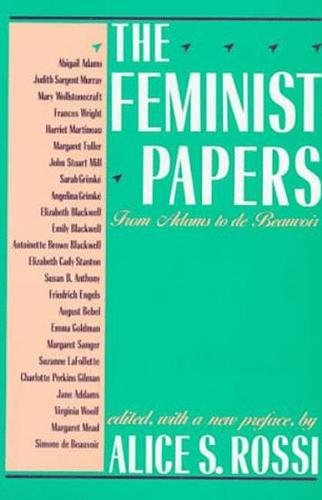 THE
FEMINIST
PAPERS
From Adams to de Beauvoir
Abigail Adams
Judith Sargent Murray
Mary Wollstonecraft
Frances Wright
Harriet Martineau
Margaret Fuller
John Stuart Mill
Sarah Grimké
Angelina Grimké
Elizabeth Blackwell
Emily Blackwell
Antoinette Brown Blackwell
Elizabeth Cady Stanton
Susan B. Anthony
Friedrich Engels
August Bebel
Emma Goldman
Margaret Sanger
Suzanne LaFollette
Charlotte Perkins Gilman
Jane Addams
Virginia Woolf
Margaret Mead
Simone de Beauvoir
edited, with a new preface, by
ALICE S. ROSSI